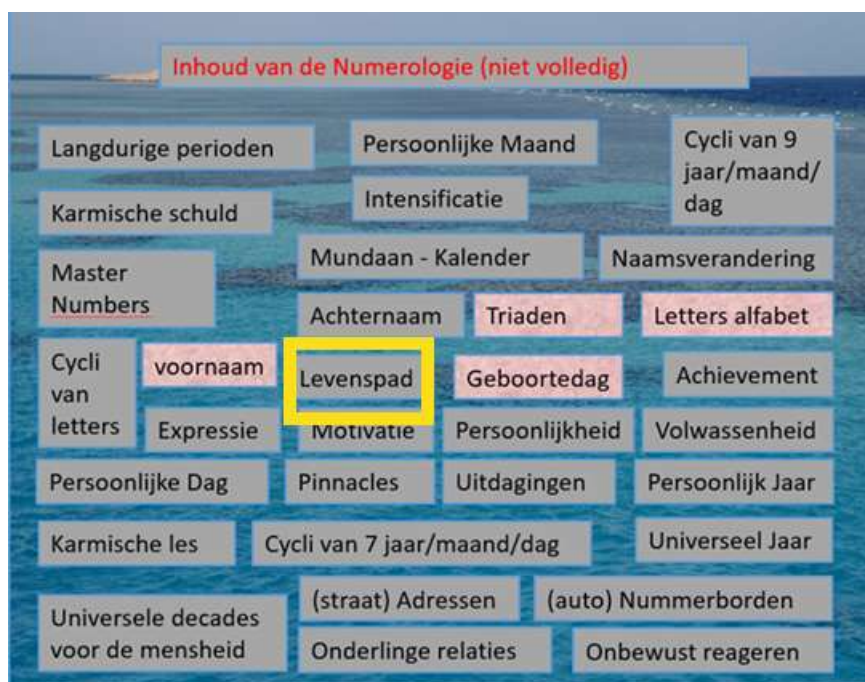 Inhoud van de Numerologie (niet volledig)
Langdurige perioden
Persoonlijke Maand
Cycli van 9
jaar/maand/
dag
Karmische schuld
Intensificatie
Mundaan - Kalender
Naamsverandering
Master
Numbers
Achternaam
Triaden
Letters alfabet
Cycli
van
letters
voornaam
Levenspad
Geboortedag
Achievement
Expressie
Motivatie
Persoonlijkheid
Volwassenheid
Persoonlijke Dag
Pinnacles
Uitdagingen
Persoonlijk Jaar
Karmische les
Cycli van 7 jaar/maand/dag
Universeel Jaar
Universele decades
voor de mensheid
(straat) Adressen
(auto) Nummerborden
Onderlinge relaties
Onbewust reageren